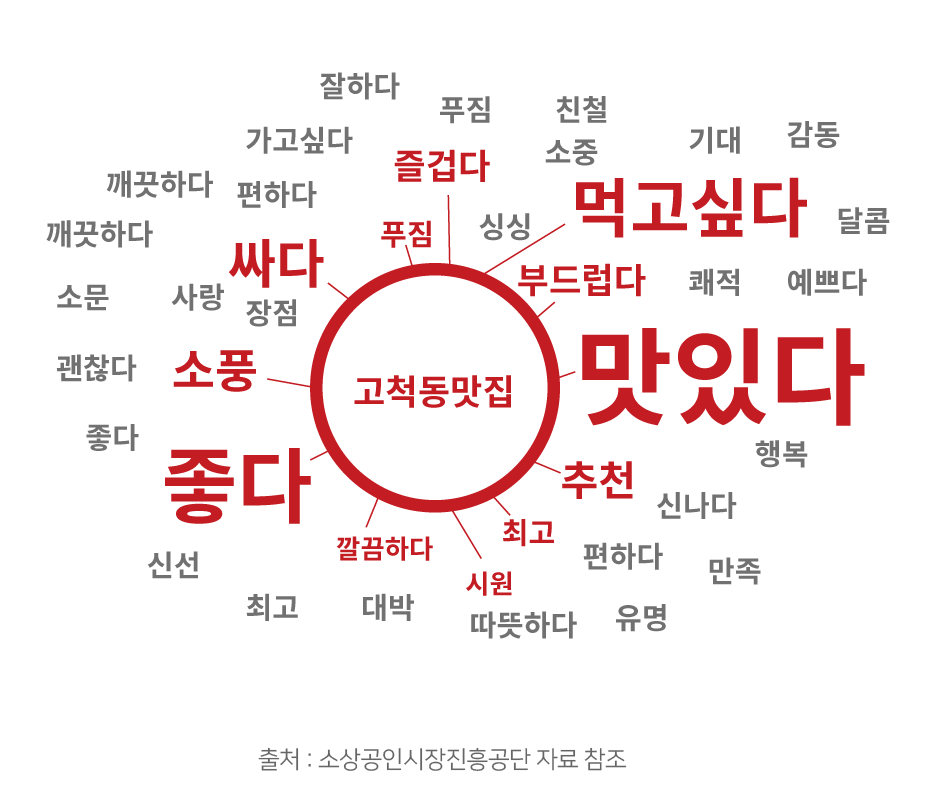 잘하다
푸짐
친철
가고싶다
즐겁다
소중
기대
감동
깨끗하다
편하다
먹고싶다
깨끗하다
싸다
푸짐
싱싱
달콤
소문
사랑
장점
부드럽다
쾌적
예쁘다
괜찮다
소풍
고척동맛집
맛있다
좋다
좋다
추천
행복
신나다
신선
깔끔하다
최고
편하다
만족
최고
대박
시원
따뜻하다
유명
출처 : 소상공인시장진흥공단 자료 참조